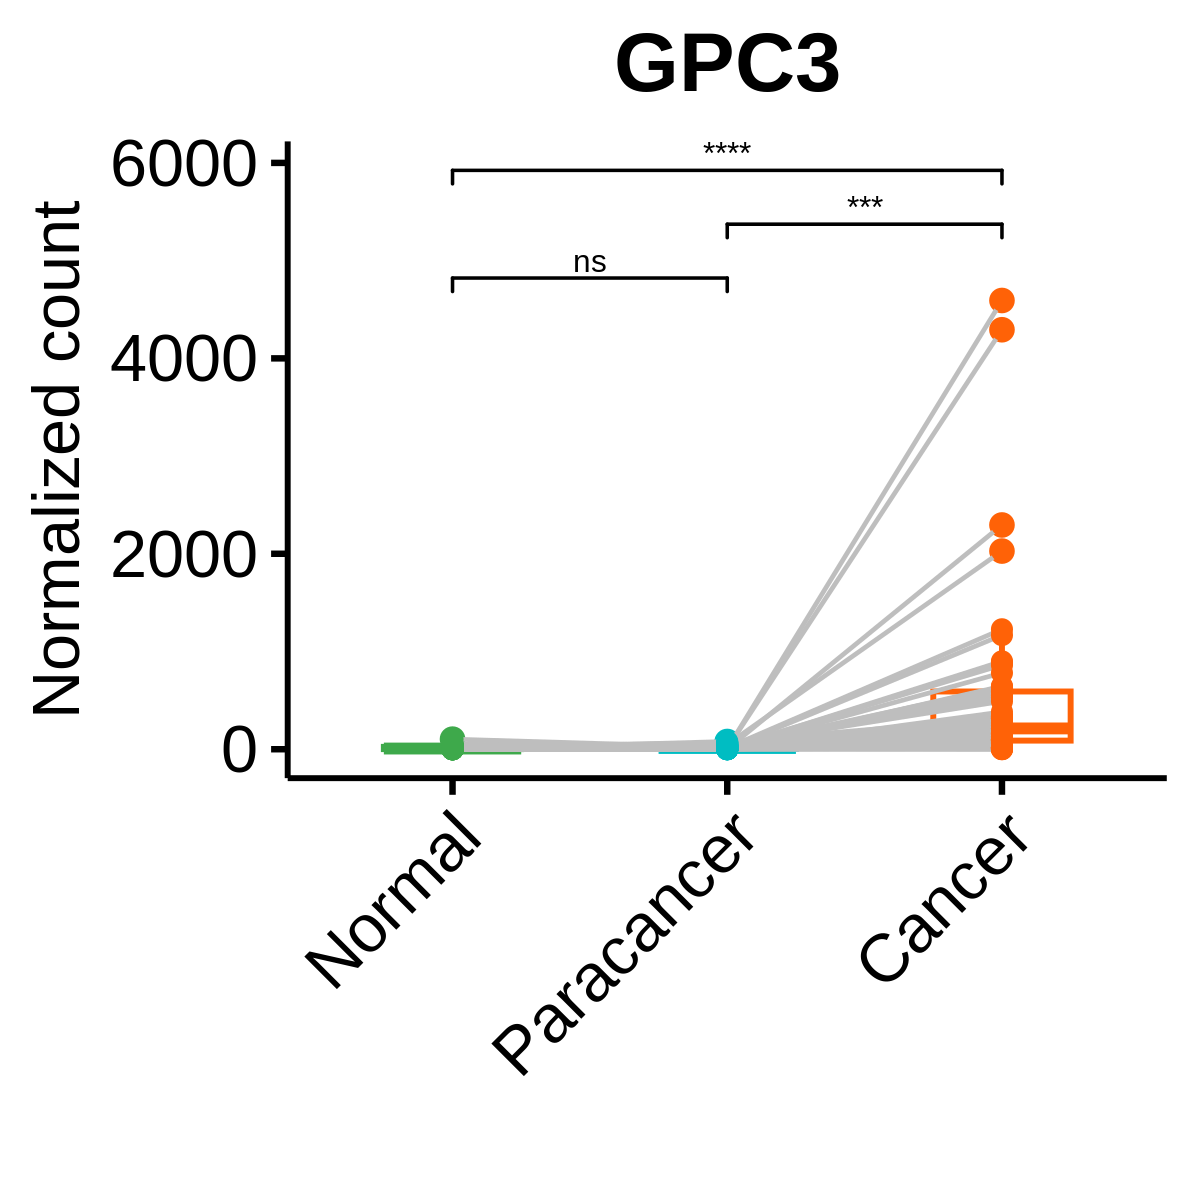 GPC3
Normalized count
6000
4000
2000
0
****
***
ns
Normal
Paracancer
Cancer